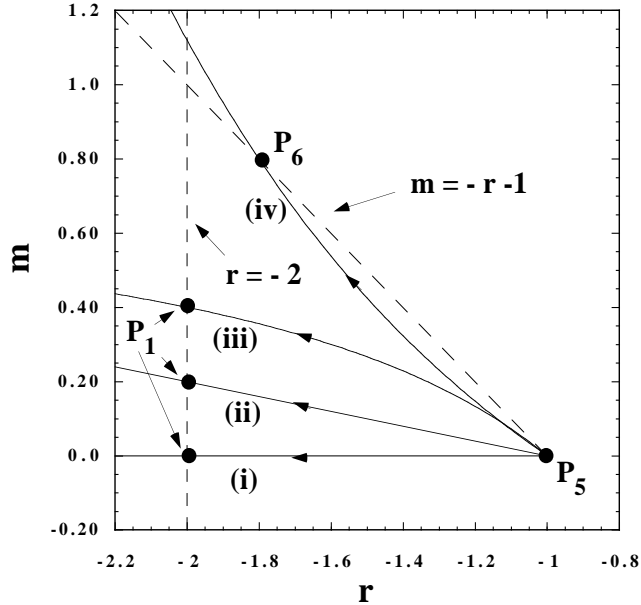 1.2
1.0
0.80
0.60
0.40
0.20
0.0
-0.20
m
P6
(iv)
m = - r -1
r = - 2
P1
(iii)
(ii)
(i)
P5
-2.2 -2 -1.8 -1.6 -1.4 -1.2 -1 -0.8
r